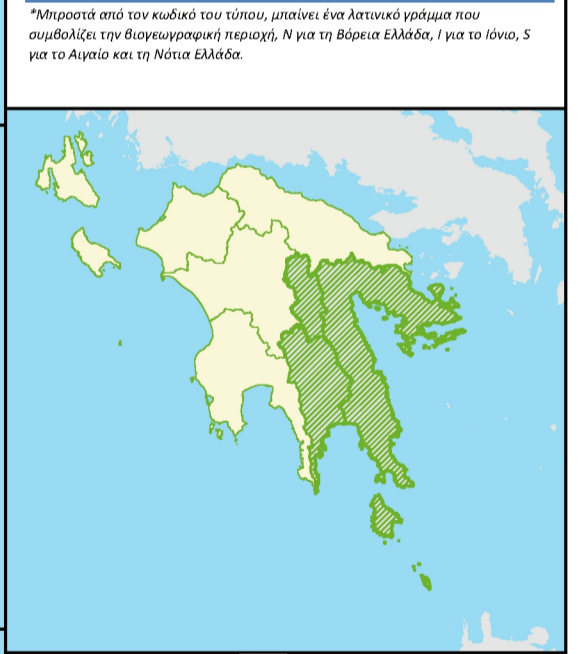 *Μπροστά από τον κωδικό του τύπου, μπαίνει ένα λατινικό γράμμα που
συμβολίζει την βιογεωγραφική περιοχή, N για τη Βόρεια Ελλάδα, I για το Ιόνιο, S
για το Αιγαίο και τη Νότια Ελλάδα.